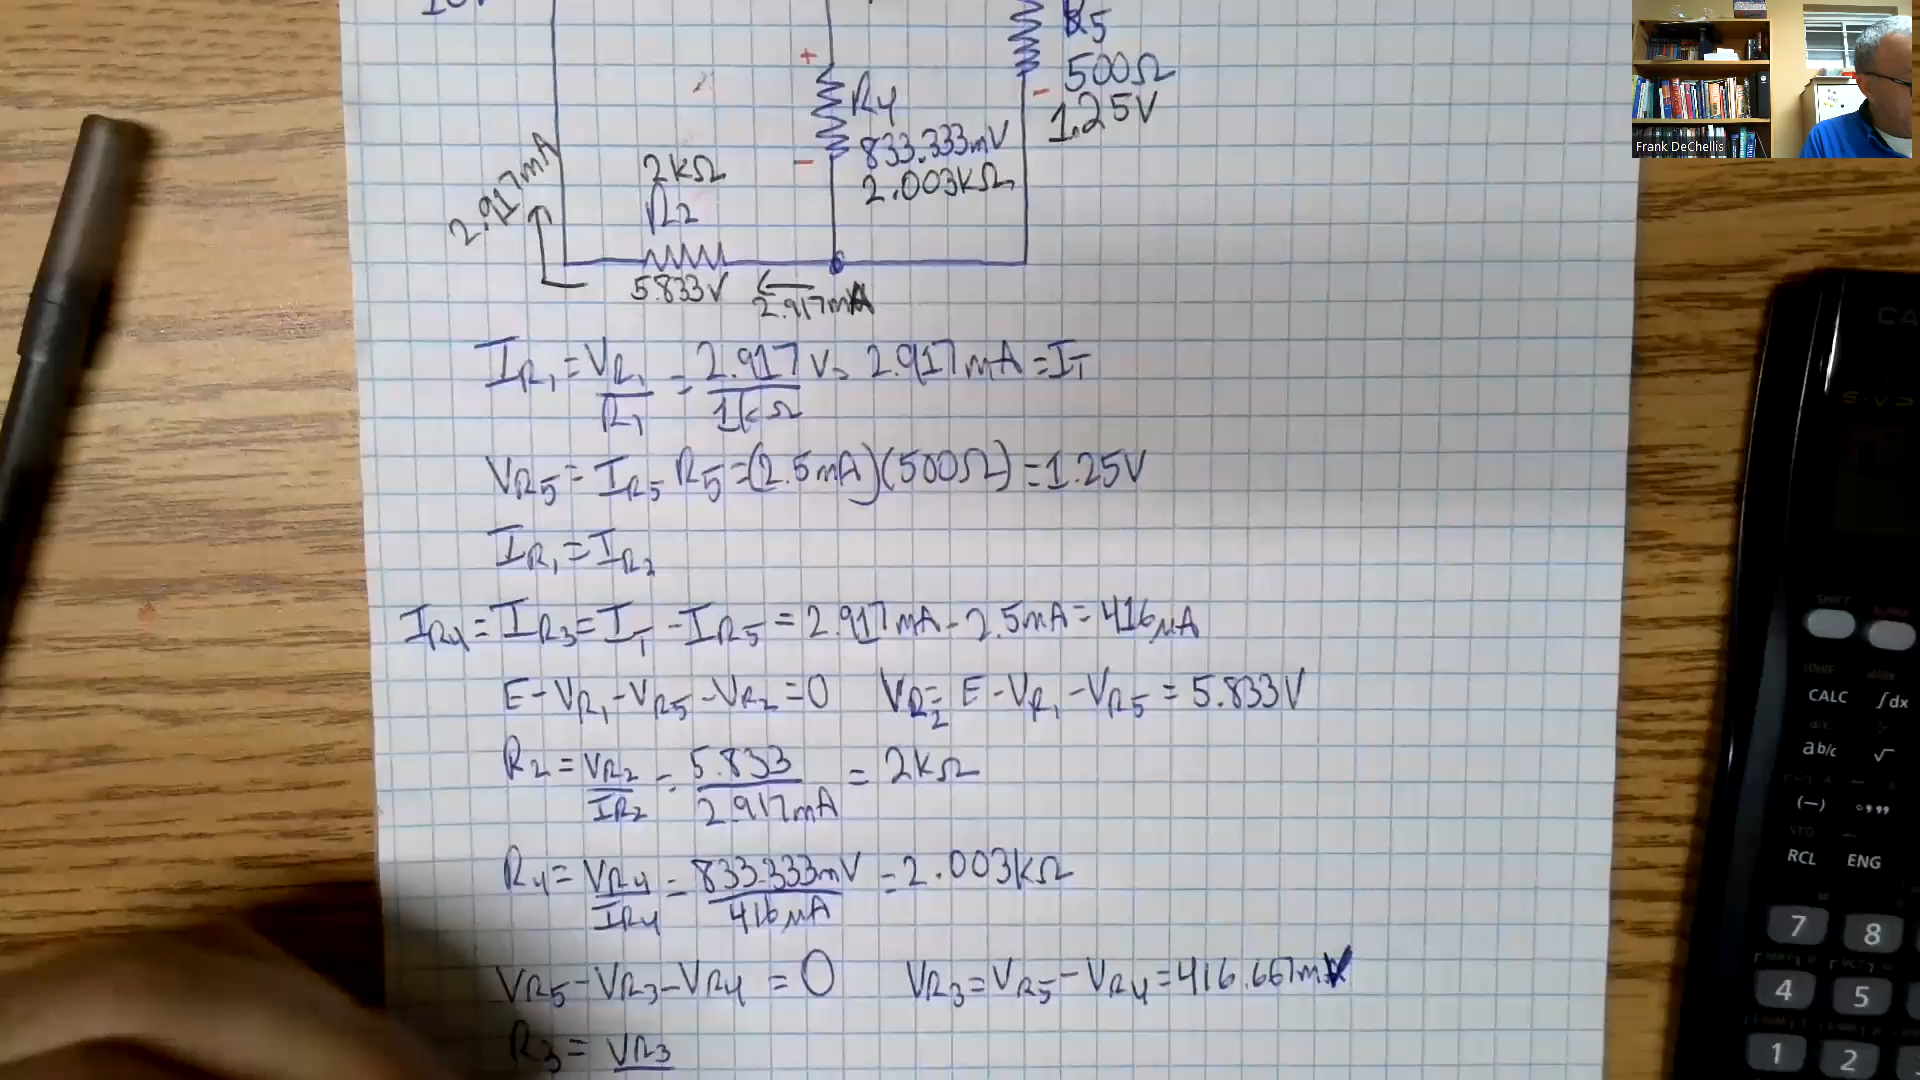 R5
500Ω
1.25V
+
-
-
R4
833.333mV
2.003kΩ
2.917mA
2kΩ
R2
5.833V
2.917mA
IR1 = VR1/R1 = 2.917V/1kΩ = 2.917mA = IT
VR5 = IR5 R5 = (2.5mA)(500Ω) = 1.25V
IR1 = IR2
IR4 = IR3 = IT - IR5 = 2.917mA - 2.5mA = 416μA
E - VR1 - VR5 - VR2 = 0 VR2 = E - VR1 - VR5 = 5.833V
R2 = VR2/IR2 = 5.833/2.917mA = 2kΩ
R4 = VR4/IR4 = 833.333mV/416μA = 2.003kΩ
VR5 - VR3 - VR4 = 0 VR3 = VR5 - VR4 = 416.667mV
R3 = VR3
Frank DeChellis
CA
S-V.P
SHIFT
CALC
∫dx
ab/c
√
(−)
°,,,
STO
RCL
ENG
7
8
4
5
1
2